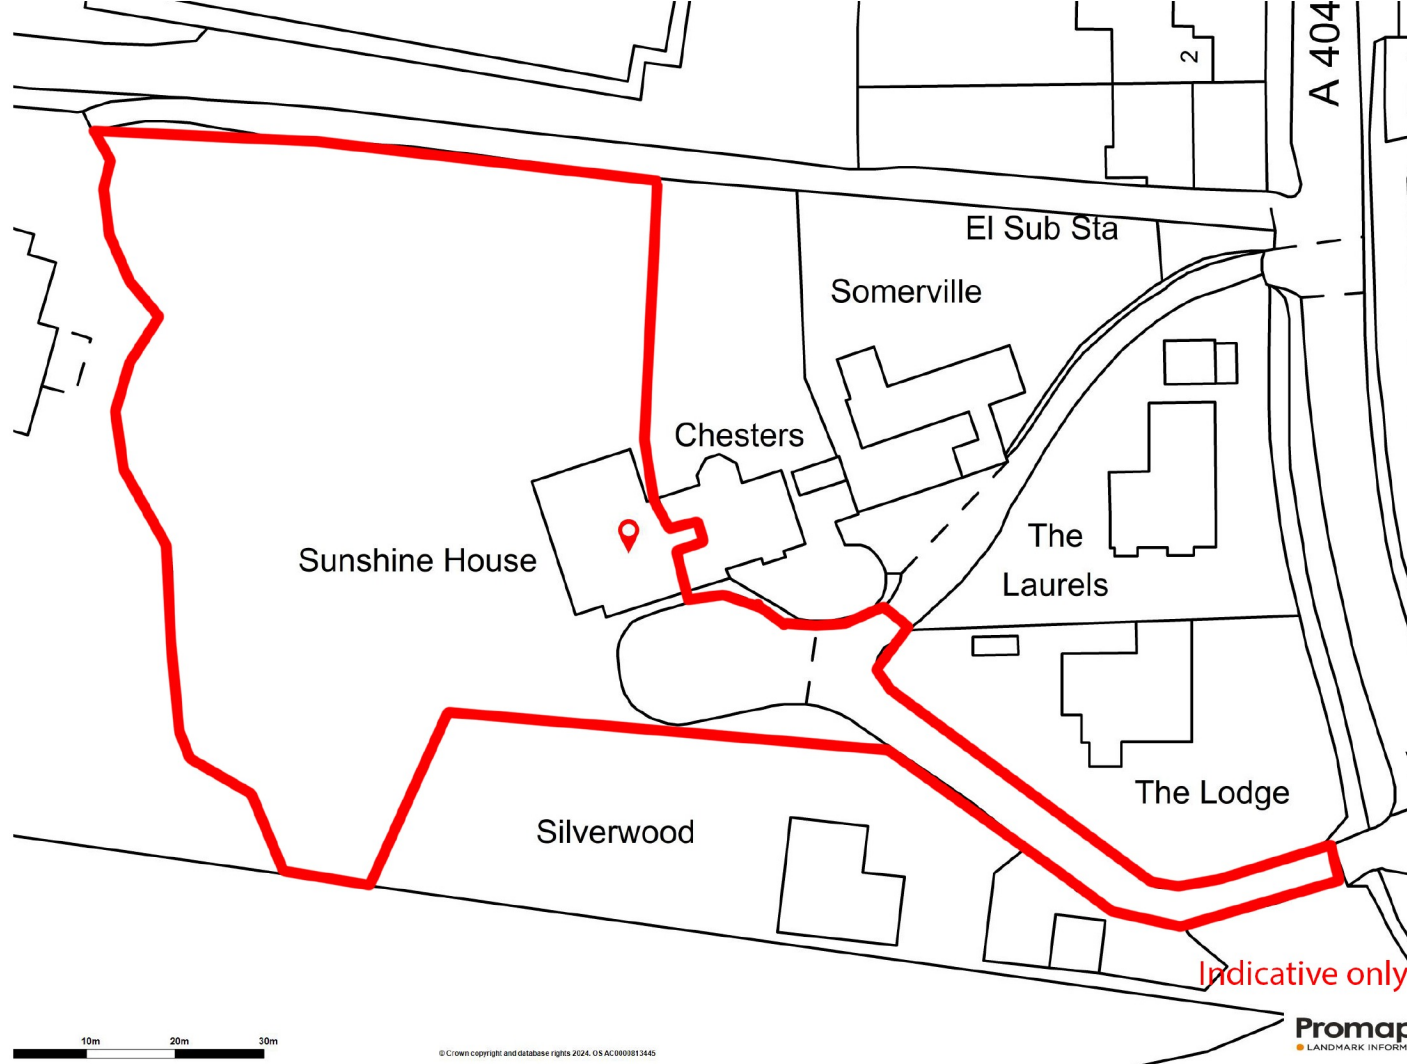 A 404
2
El Sub Sta
Somerville
Chesters
Sunshine House
The
Laurels
The Lodge
Silverwood
Indicative only
Promap
LANDMARK INFORM
10m 20m 30m
© Crown copyright and database rights 2024. OS AC0000813445